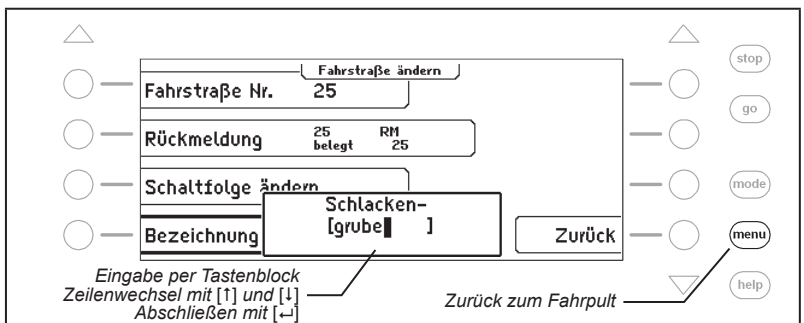 Fahrstraße ändern
Fahrstraße Nr. 25
Rückmeldung 25 RM
belegt 25
Schaltfolge ändern
Schlacken-
Bezeichnung [grube ] Zurück
Eingabe per Tastenblock
Zeilenwechsel mit [↑] und [↓]
Abschließen mit [↵]
Zurück zum Fahrpult
stop
go
mode
menu
help